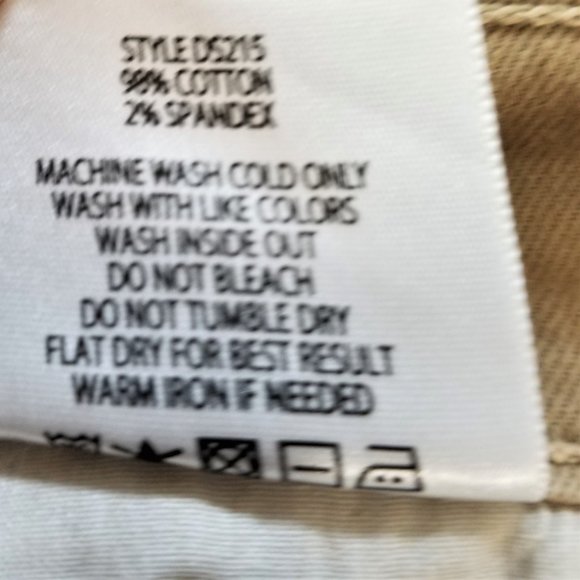 STYLE DS215
98% COTTON
2% SPANDEX
MACHINE WASH COLD ONLY
WASH WITH LIKE COLORS
WASH INSIDE OUT
DO NOT BLEACH
DO NOT TUMBLE DRY
FLAT DRY FOR BEST RESULT
WARM IRON IF NEEDED